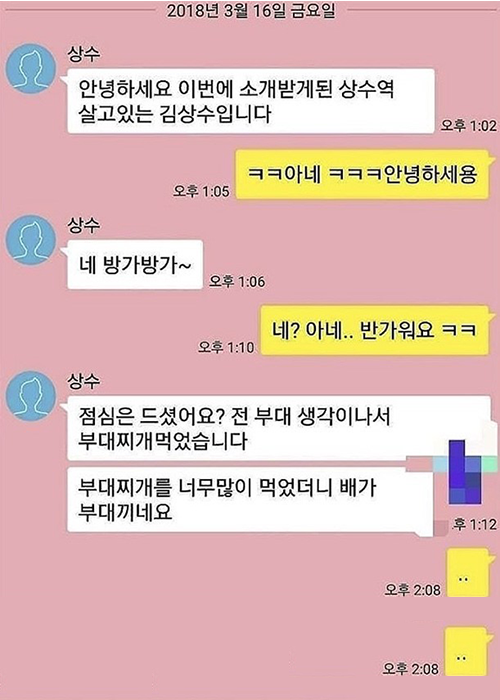 2018년 3월 16일 금요일
상수
안녕하세요 이번에 소개받게된 상수역
살고있는 김상수입니다
오후 1:02
ㅋㅋ아네 ㅋㅋㅋ안녕하세용
오후 1:05
상수
네 방가방가~
오후 1:06
네? 아네.. 반가워요 ㅋㅋ
오후 1:10
상수
점심은 드셨어요? 전 부대 생각이나서
부대찌개먹었습니다
부대찌개를 너무많이 먹었더니 배가
부대끼네요
후 1:12
..
오후 2:08
..
오후 2:08